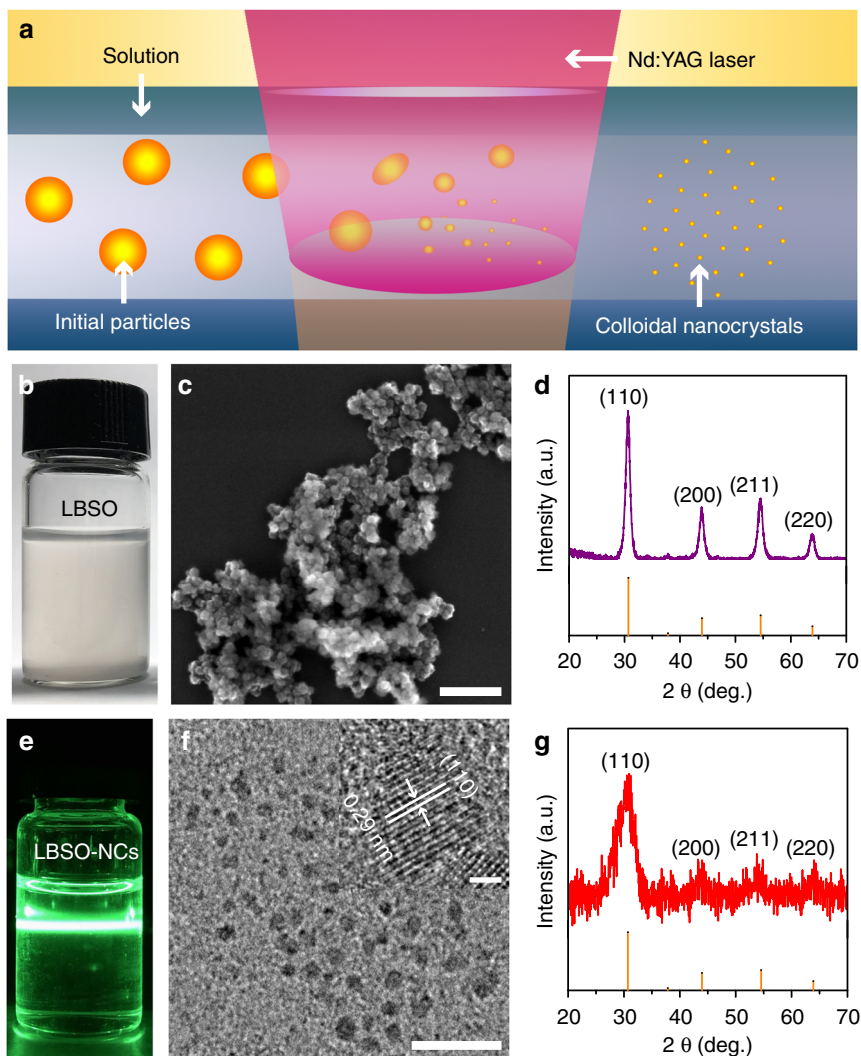 a
Solution
Nd:YAG laser
Initial particles
Colloidal nanocrystals
b
LBSO
c
d
(110)
(200)
(211)
(220)
Intensity (a.u.)
20 30 40 50 60 70
2 θ (deg.)
e
LBSO-NCs
f
(110)
0.29 nm
g
(110)
(200)
(211)
(220)
Intensity (a.u.)
20 30 40 50 60 70
2 θ (deg.)